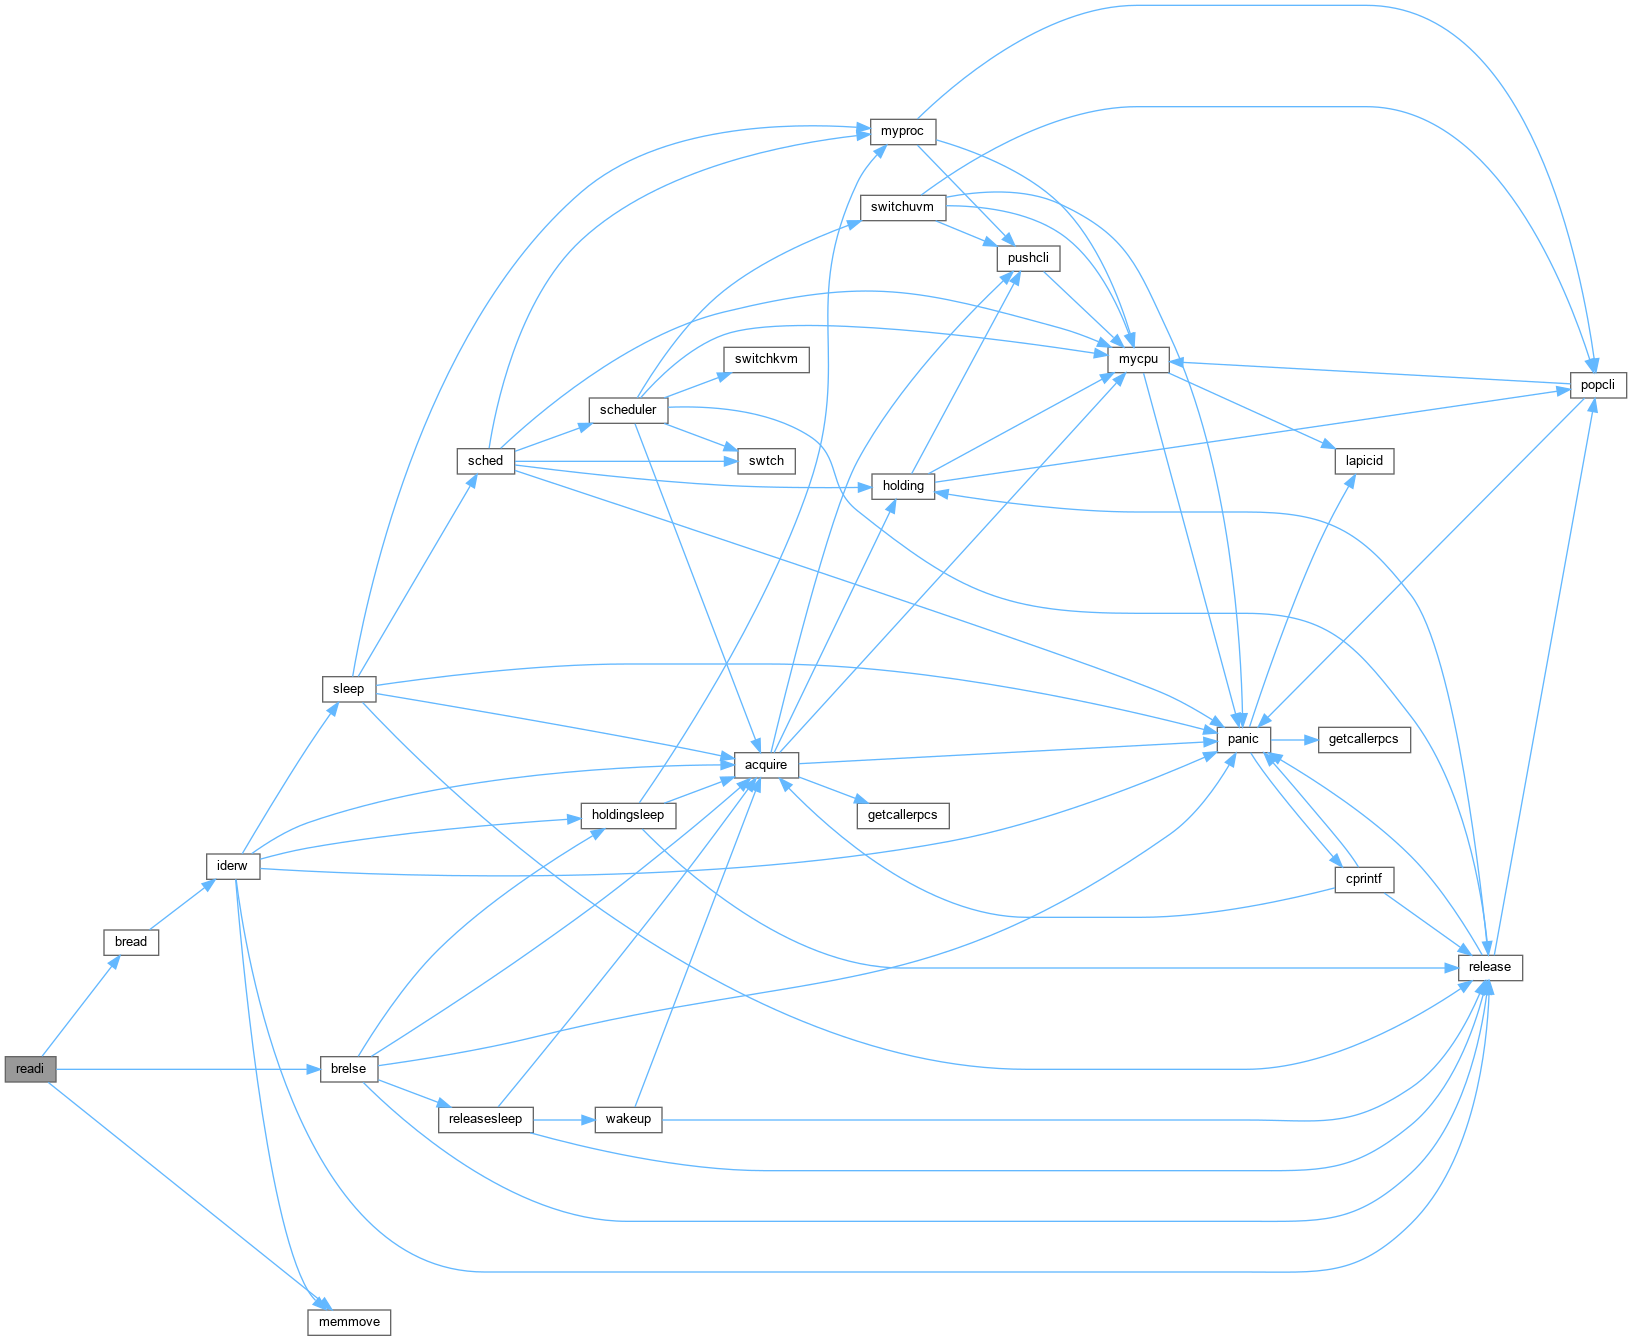 myproc
switchuvm
pushcli
switchkvm
mycpu
popcli
scheduler
sched
swtch
lapicid
holding
sleep
panic
getcallerpcs
acquire
holdingsleep
getcallerpcs
iderw
cprintf
bread
release
readi
brelse
releasesleep
wakeup
memmove